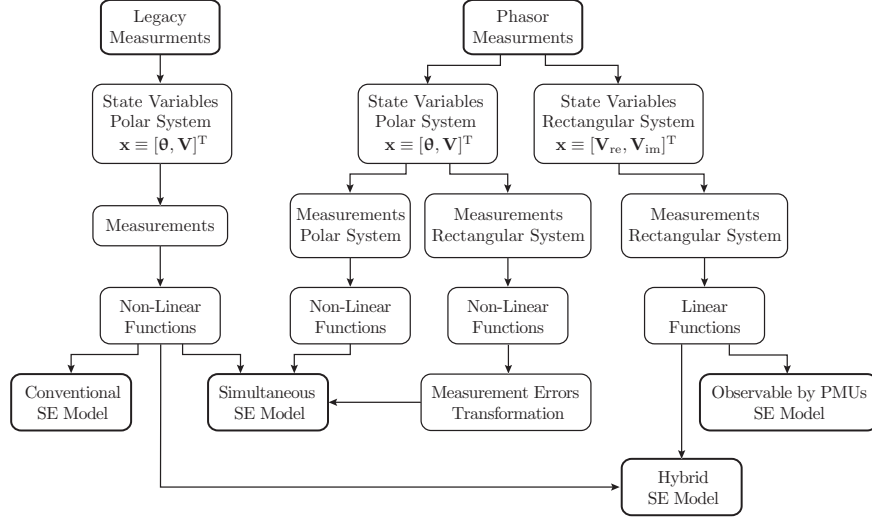 Legacy
Measurments
Phasor
Measurments
State Variables
Polar System
x ≡ [θ, V]ᵀ
State Variables
Polar System
x ≡ [θ, V]ᵀ
State Variables
Rectangular System
x ≡ [V_re, V_im]ᵀ
Measurements
Measurements
Polar System
Measurements
Rectangular System
Measurements
Rectangular System
Non-Linear
Functions
Non-Linear
Functions
Non-Linear
Functions
Linear
Functions
Conventional
SE Model
Simultaneous
SE Model
Measurement Errors
Transformation
Observable by PMUs
SE Model
Hybrid
SE Model